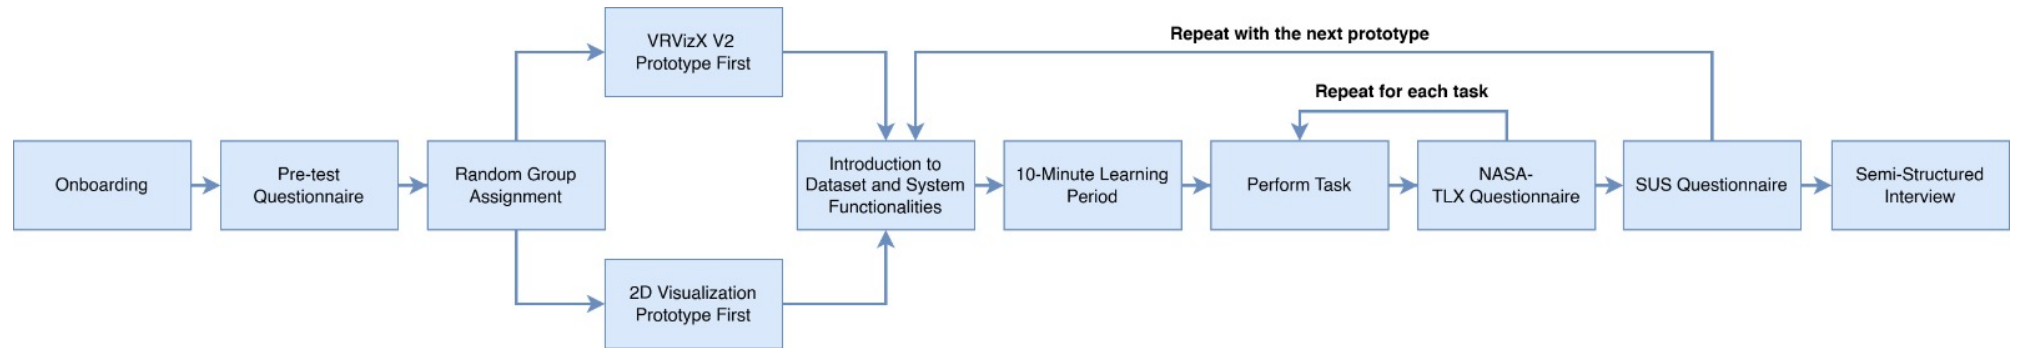 VRVizX V2
Prototype First
Repeat with the next prototype
Repeat for each task
Onboarding
Pre-test
Questionnaire
Random Group
Assignment
Introduction to
Dataset and System
Functionalities
10-Minute Learning
Period
Perform Task
NASA-
TLX Questionnaire
SUS Questionnaire
Semi-Structured
Interview
2D Visualization
Prototype First